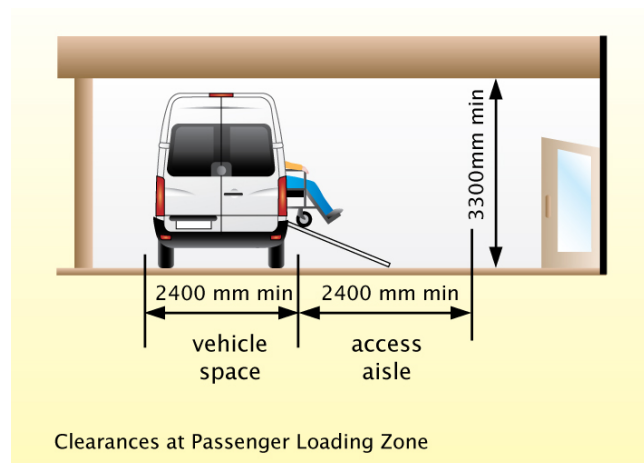 3300mm min
2400 mm min
2400 mm min
vehicle
space
access
aisle
Clearances at Passenger Loading Zone